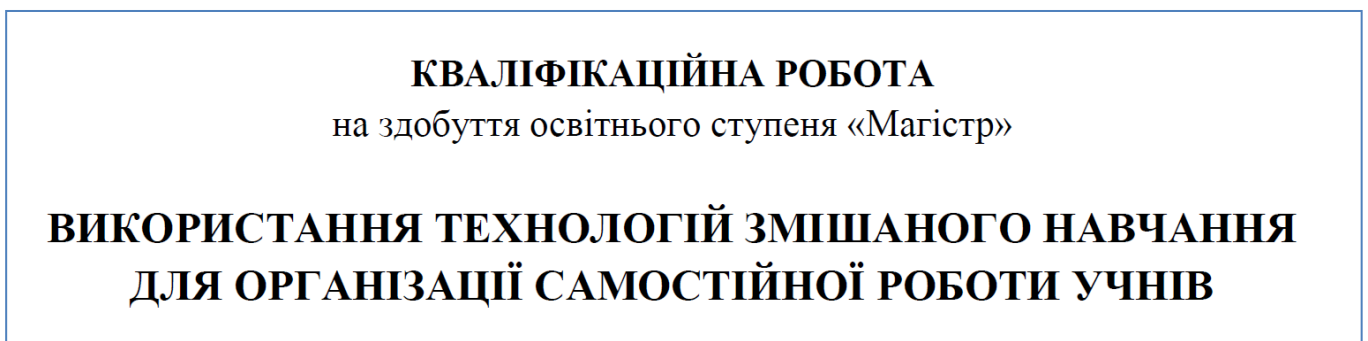 КВАЛІФІКАЦІЙНА РОБОТА
на здобуття освітнього ступеня «Магістр»
ВИКОРИСТАННЯ ТЕХНОЛОГІЙ ЗМІШАНОГО НАВЧАННЯ
ДЛЯ ОРГАНІЗАЦІЇ САМОСТІЙНОЇ РОБОТИ УЧНІВ